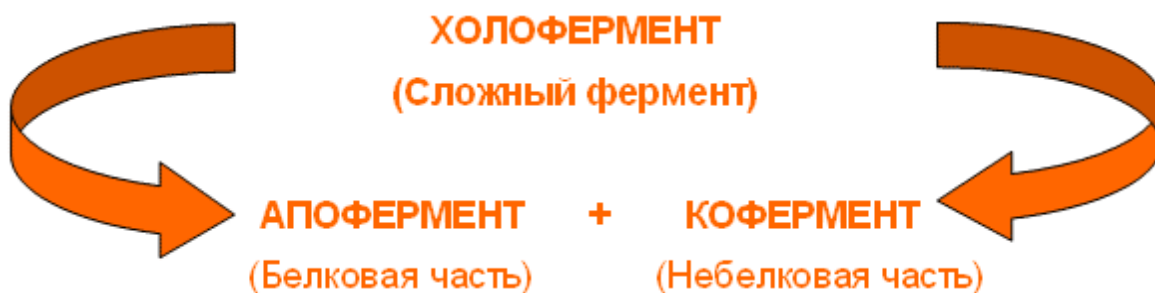 ХОЛОФЕРМЕНТ
(Сложный фермент)
АПОФЕРМЕНТ + КОФЕРМЕНТ
(Белковая часть) (Небелковая часть)